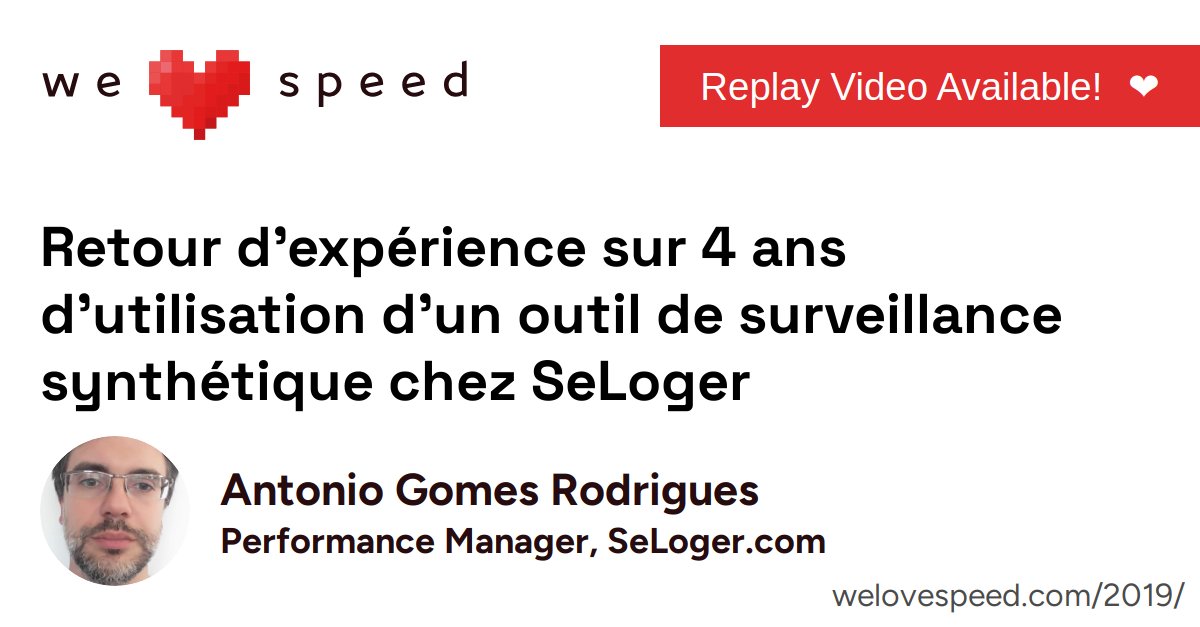 we speed
Replay Video Available! ❤
Retour d’expérience sur 4 ans
d’utilisation d’un outil de surveillance
synthétique chez SeLoger
Antonio Gomes Rodrigues
Performance Manager, SeLoger.com
welovespeed.com/2019/